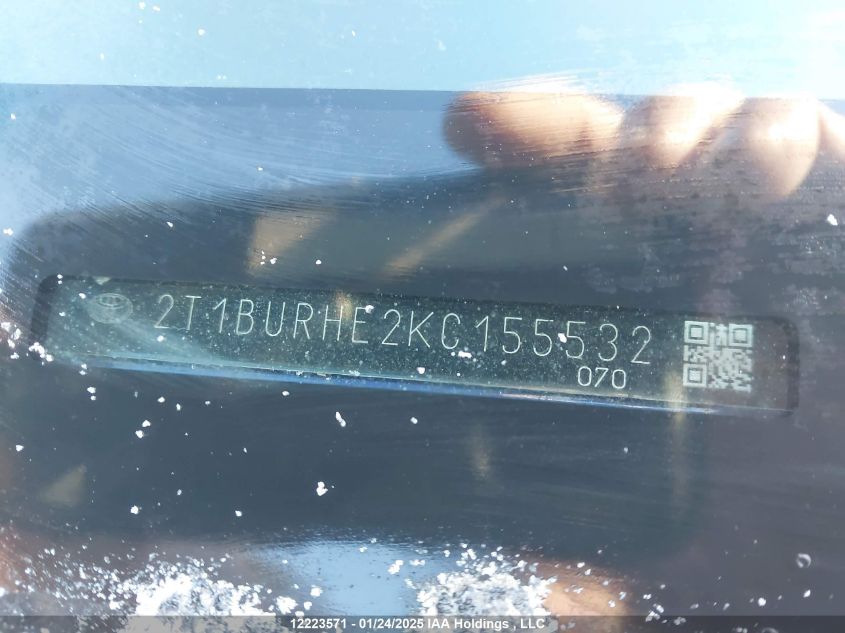 2T1BURHE2KC155532
070
12223571 - 01/24/2025 IAA Holdings , LLC